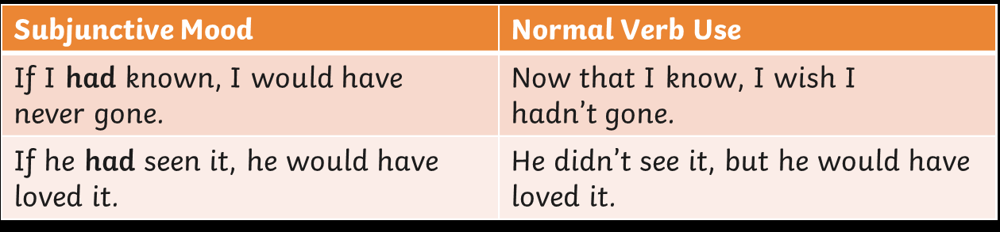 Subjunctive Mood
Normal Verb Use
If I had known, I would have
never gone.
Now that I know, I wish I
hadn't gone.
If he had seen it, he would have
loved it.
He didn't see it, but he would have
loved it.